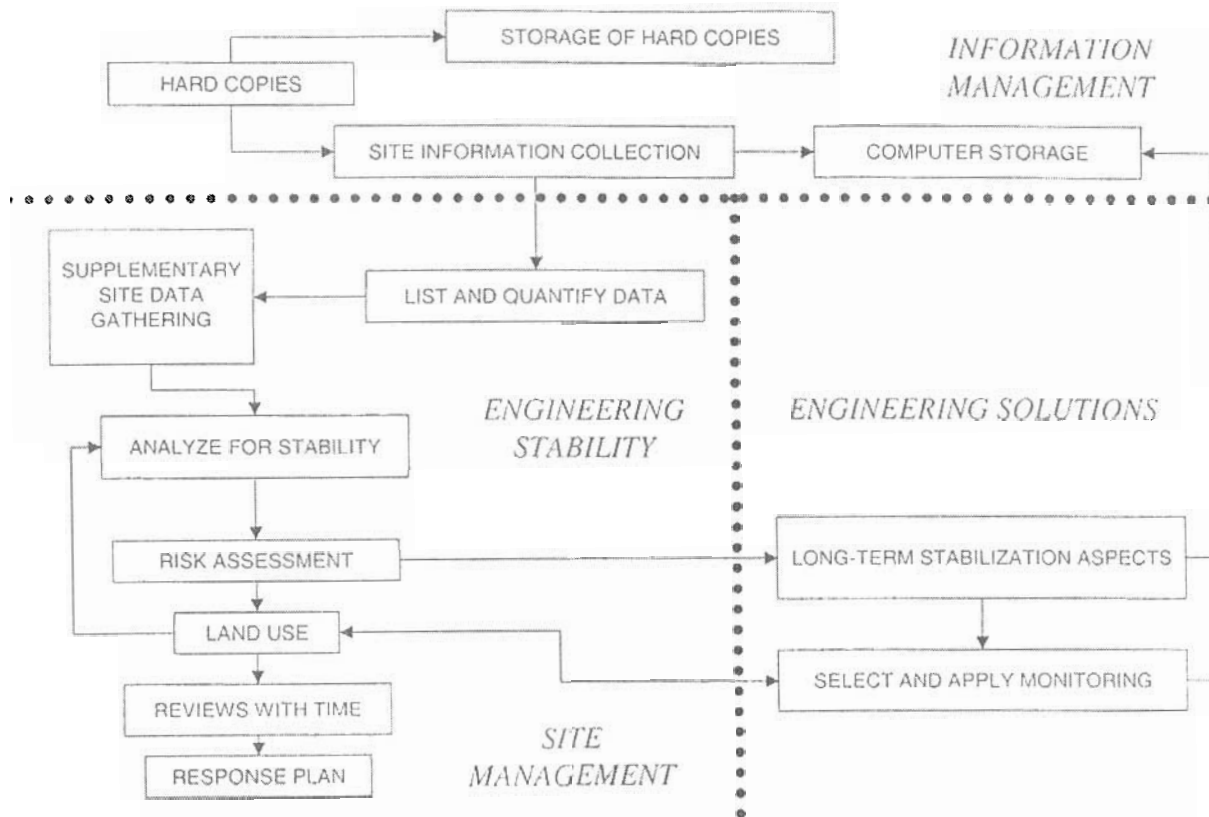 STORAGE OF HARD COPIES
INFORMATION
MANAGEMENT
HARD COPIES
SITE INFORMATION COLLECTION
COMPUTER STORAGE
SUPPLEMENTARY
SITE DATA
GATHERING
LIST AND QUANTIFY DATA
ENGINEERING
STABILITY
ENGINEERING SOLUTIONS
ANALYZE FOR STABILITY
RISK ASSESSMENT
LONG-TERM STABILIZATION ASPECTS
LAND USE
SELECT AND APPLY MONITORING
REVIEWS WITH TIME
SITE
MANAGEMENT
RESPONSE PLAN